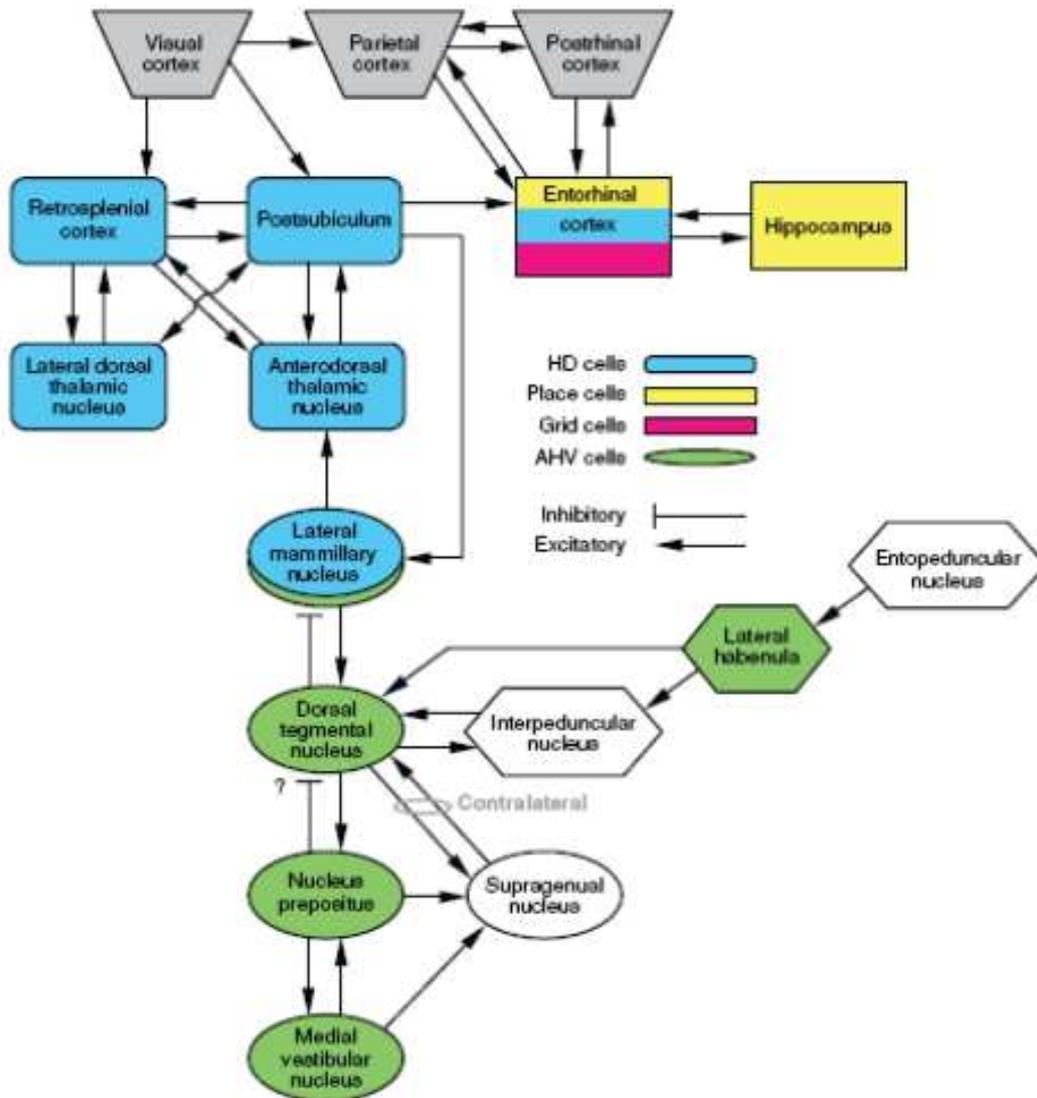 Visual
cortex
Parietal
cortex
Postrhinal
cortex
Retrosplenial
cortex
Postsubiculum
Entorhinal
cortex
Hippocampus
Lateral dorsal
thalamic
nucleus
Anterodorsal
thalamic
nucleus
HD cells
Place cells
Grid cells
AHV cells
Inhibitory
Excitatory
Lateral
mammillary
nucleus
Entopeduncular
nucleus
Lateral
habenula
Dorsal
tegmental
nucleus
Interpeduncular
nucleus
?
Contralateral
Nucleus
prepositus
Supragenual
nucleus
Medial
vestibular
nucleus